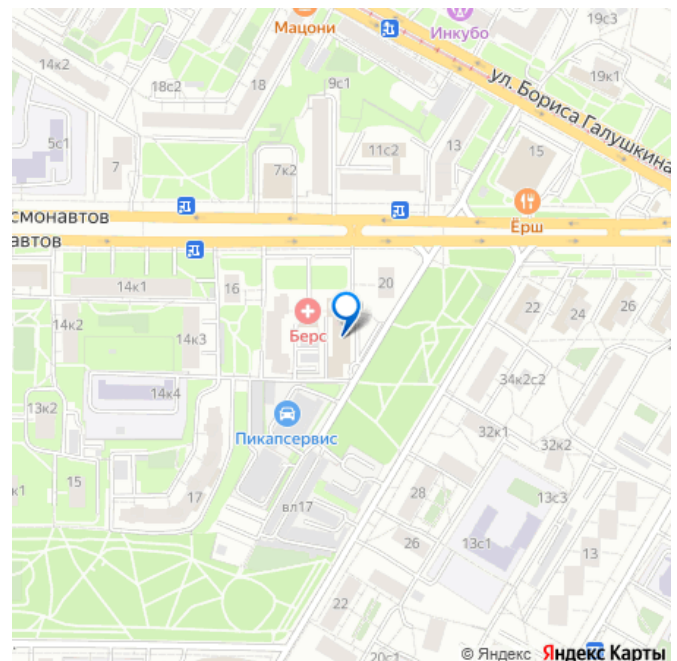 19с3
Мацони
Инкубо
14к2
18с2
18
9с1
19к1
ул. Бориса Галушкина
5с1
7
7к2
11с2
13
15
смонавтов
Ёрш
автов
14к1
16
20
22
24
26
14к2
14к3
Берс
34к2с2
14к4
13к2
Пикапсервис
32к1
32к2
к1
15
17
вл17
28
13с3
26
13с1
13
22
20с1
© Яндекс Яндекс Карты